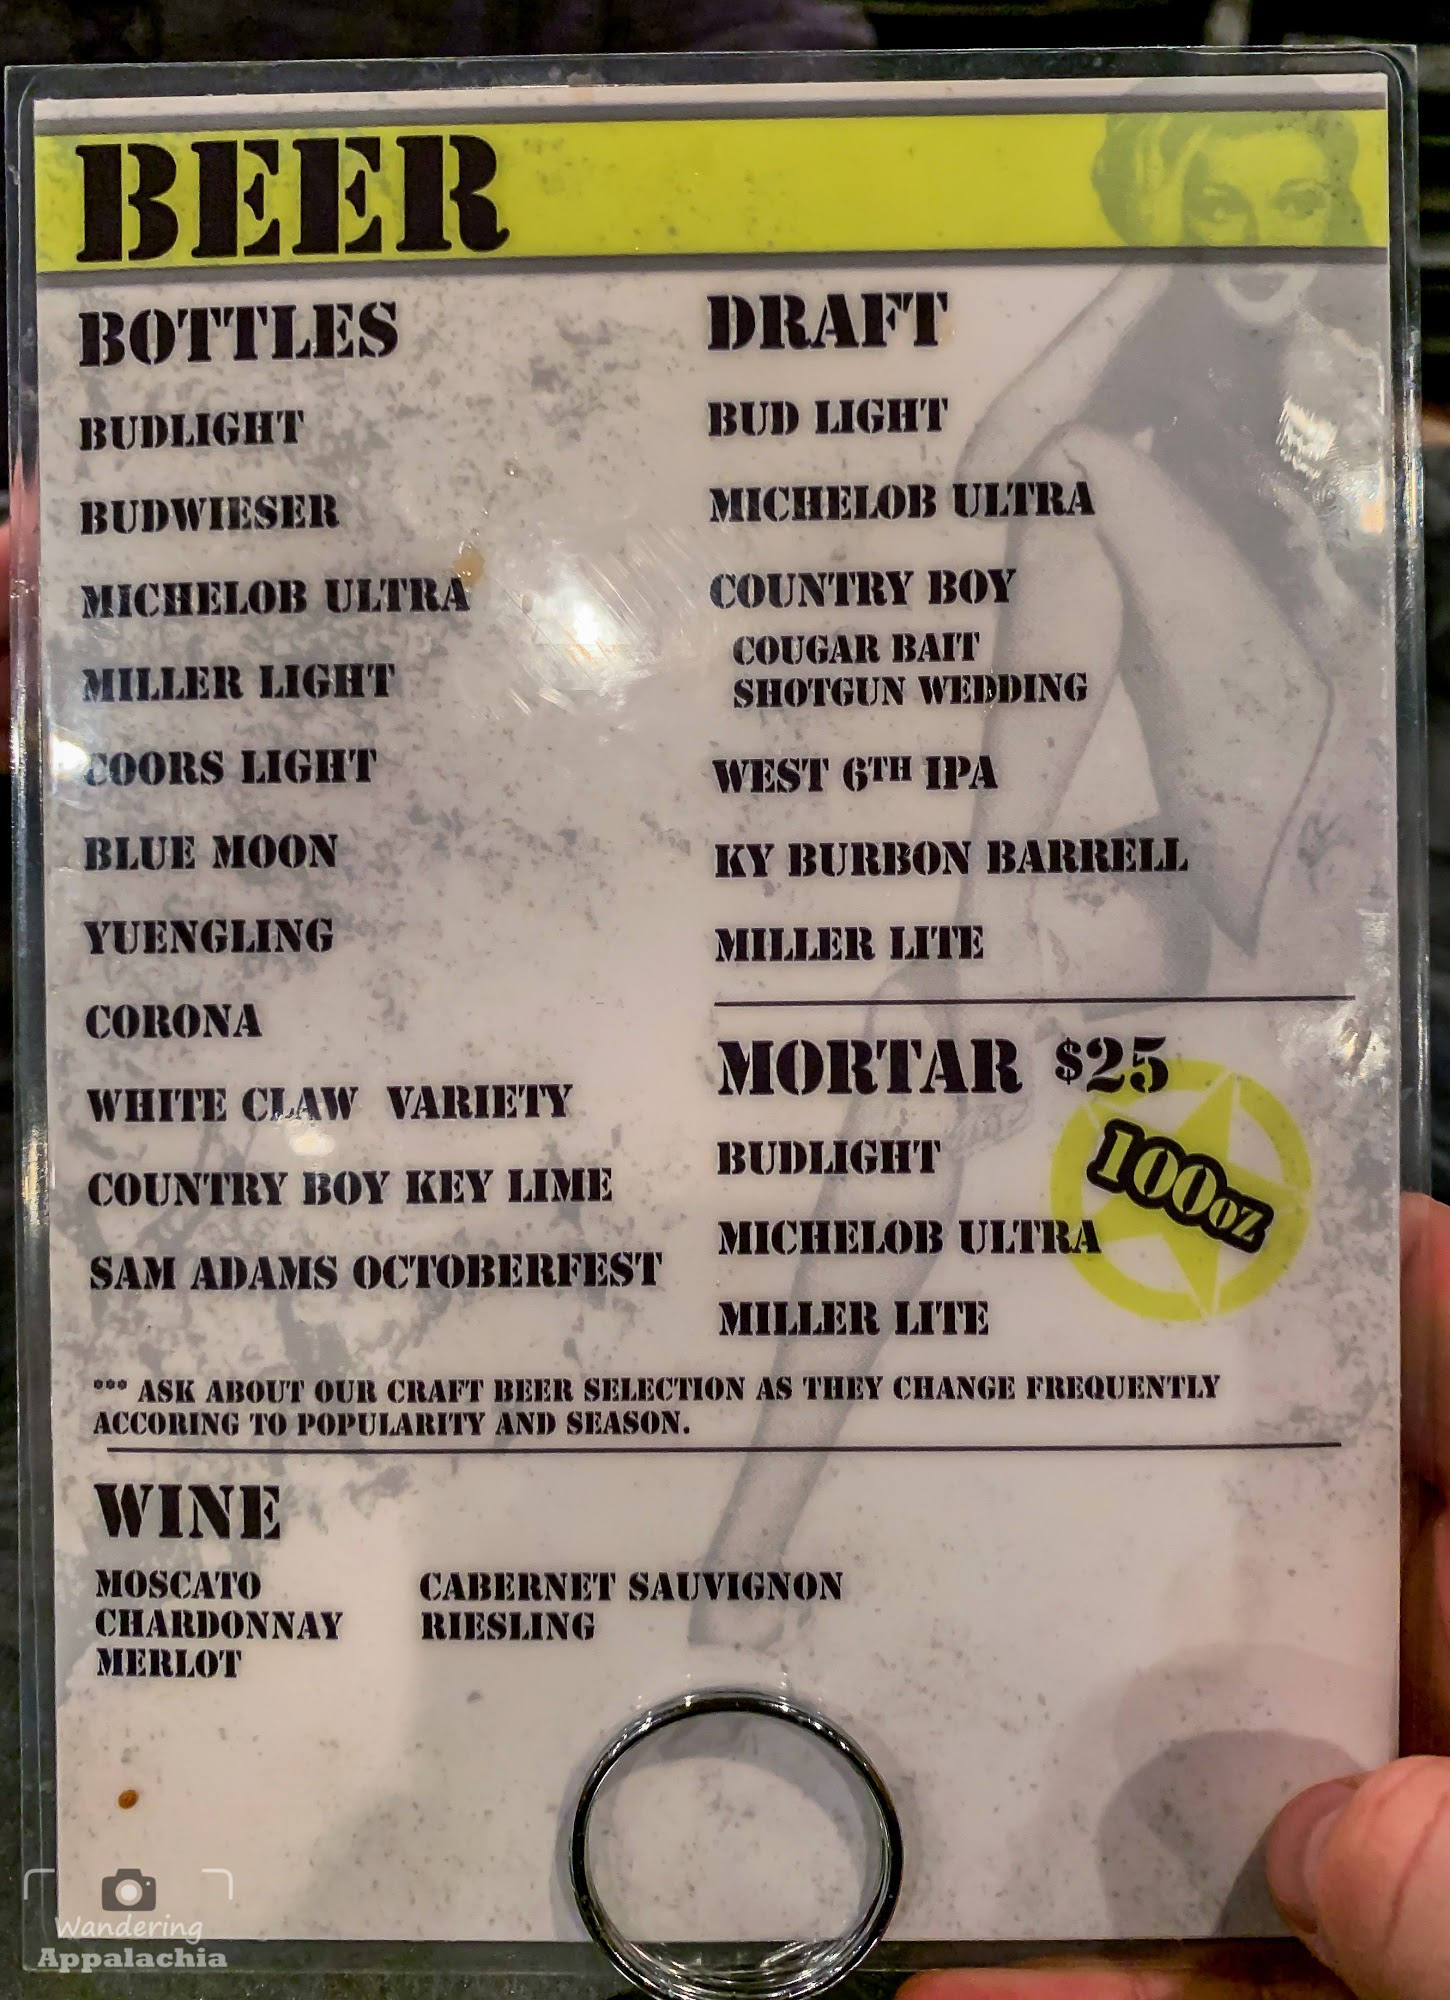 BEER
BOTTLES
BUDLIGHT
BUDWIESER
MICHELOB ULTRA
MILLER LIGHT
COORS LIGHT
BLUE MOON
YUENGLING
CORONA
WHITE CLAW VARIETY
COUNTRY BOY KEY LIME
SAM ADAMS OCTOBERFEST
DRAFT
BUD LIGHT
MICHELOB ULTRA
COUNTRY BOY
COUGAR BAIT
SHOTGUN WEDDING
WEST 6TH IPA
KY BURBON BARRELL
MILLER LITE
MORTAR $25
100oz
BUDLIGHT
MICHELOB ULTRA
MILLER LITE
*** ASK ABOUT OUR CRAFT BEER SELECTION AS THEY CHANGE FREQUENTLY
ACCORING TO POPULARITY AND SEASON.
WINE
MOSCATO
CHARDONNAY
MERLOT
CABERNET SAUVIGNON
RIESLING
Wandering
Appalachia